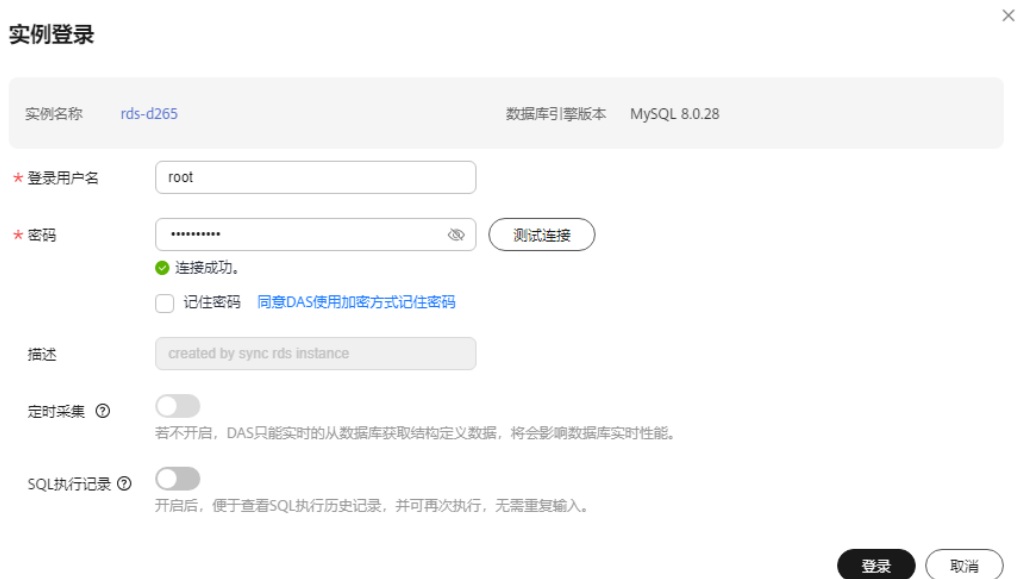 实例登录
实例名称 rds-d265 数据库引擎版本 MySQL 8.0.28
* 登录用户名 root
* 密码 •••••••••• 测试连接
连接成功。
记住密码 同意DAS使用加密方式记住密码
描述 created by sync rds instance
定时采集
若不开启，DAS只能实时的从数据库获取结构定义数据，将会影响数据库实时性能。
SQL执行记录
开启后，便于查看SQL执行历史记录，并可再次执行，无需重复输入。
登录 取消